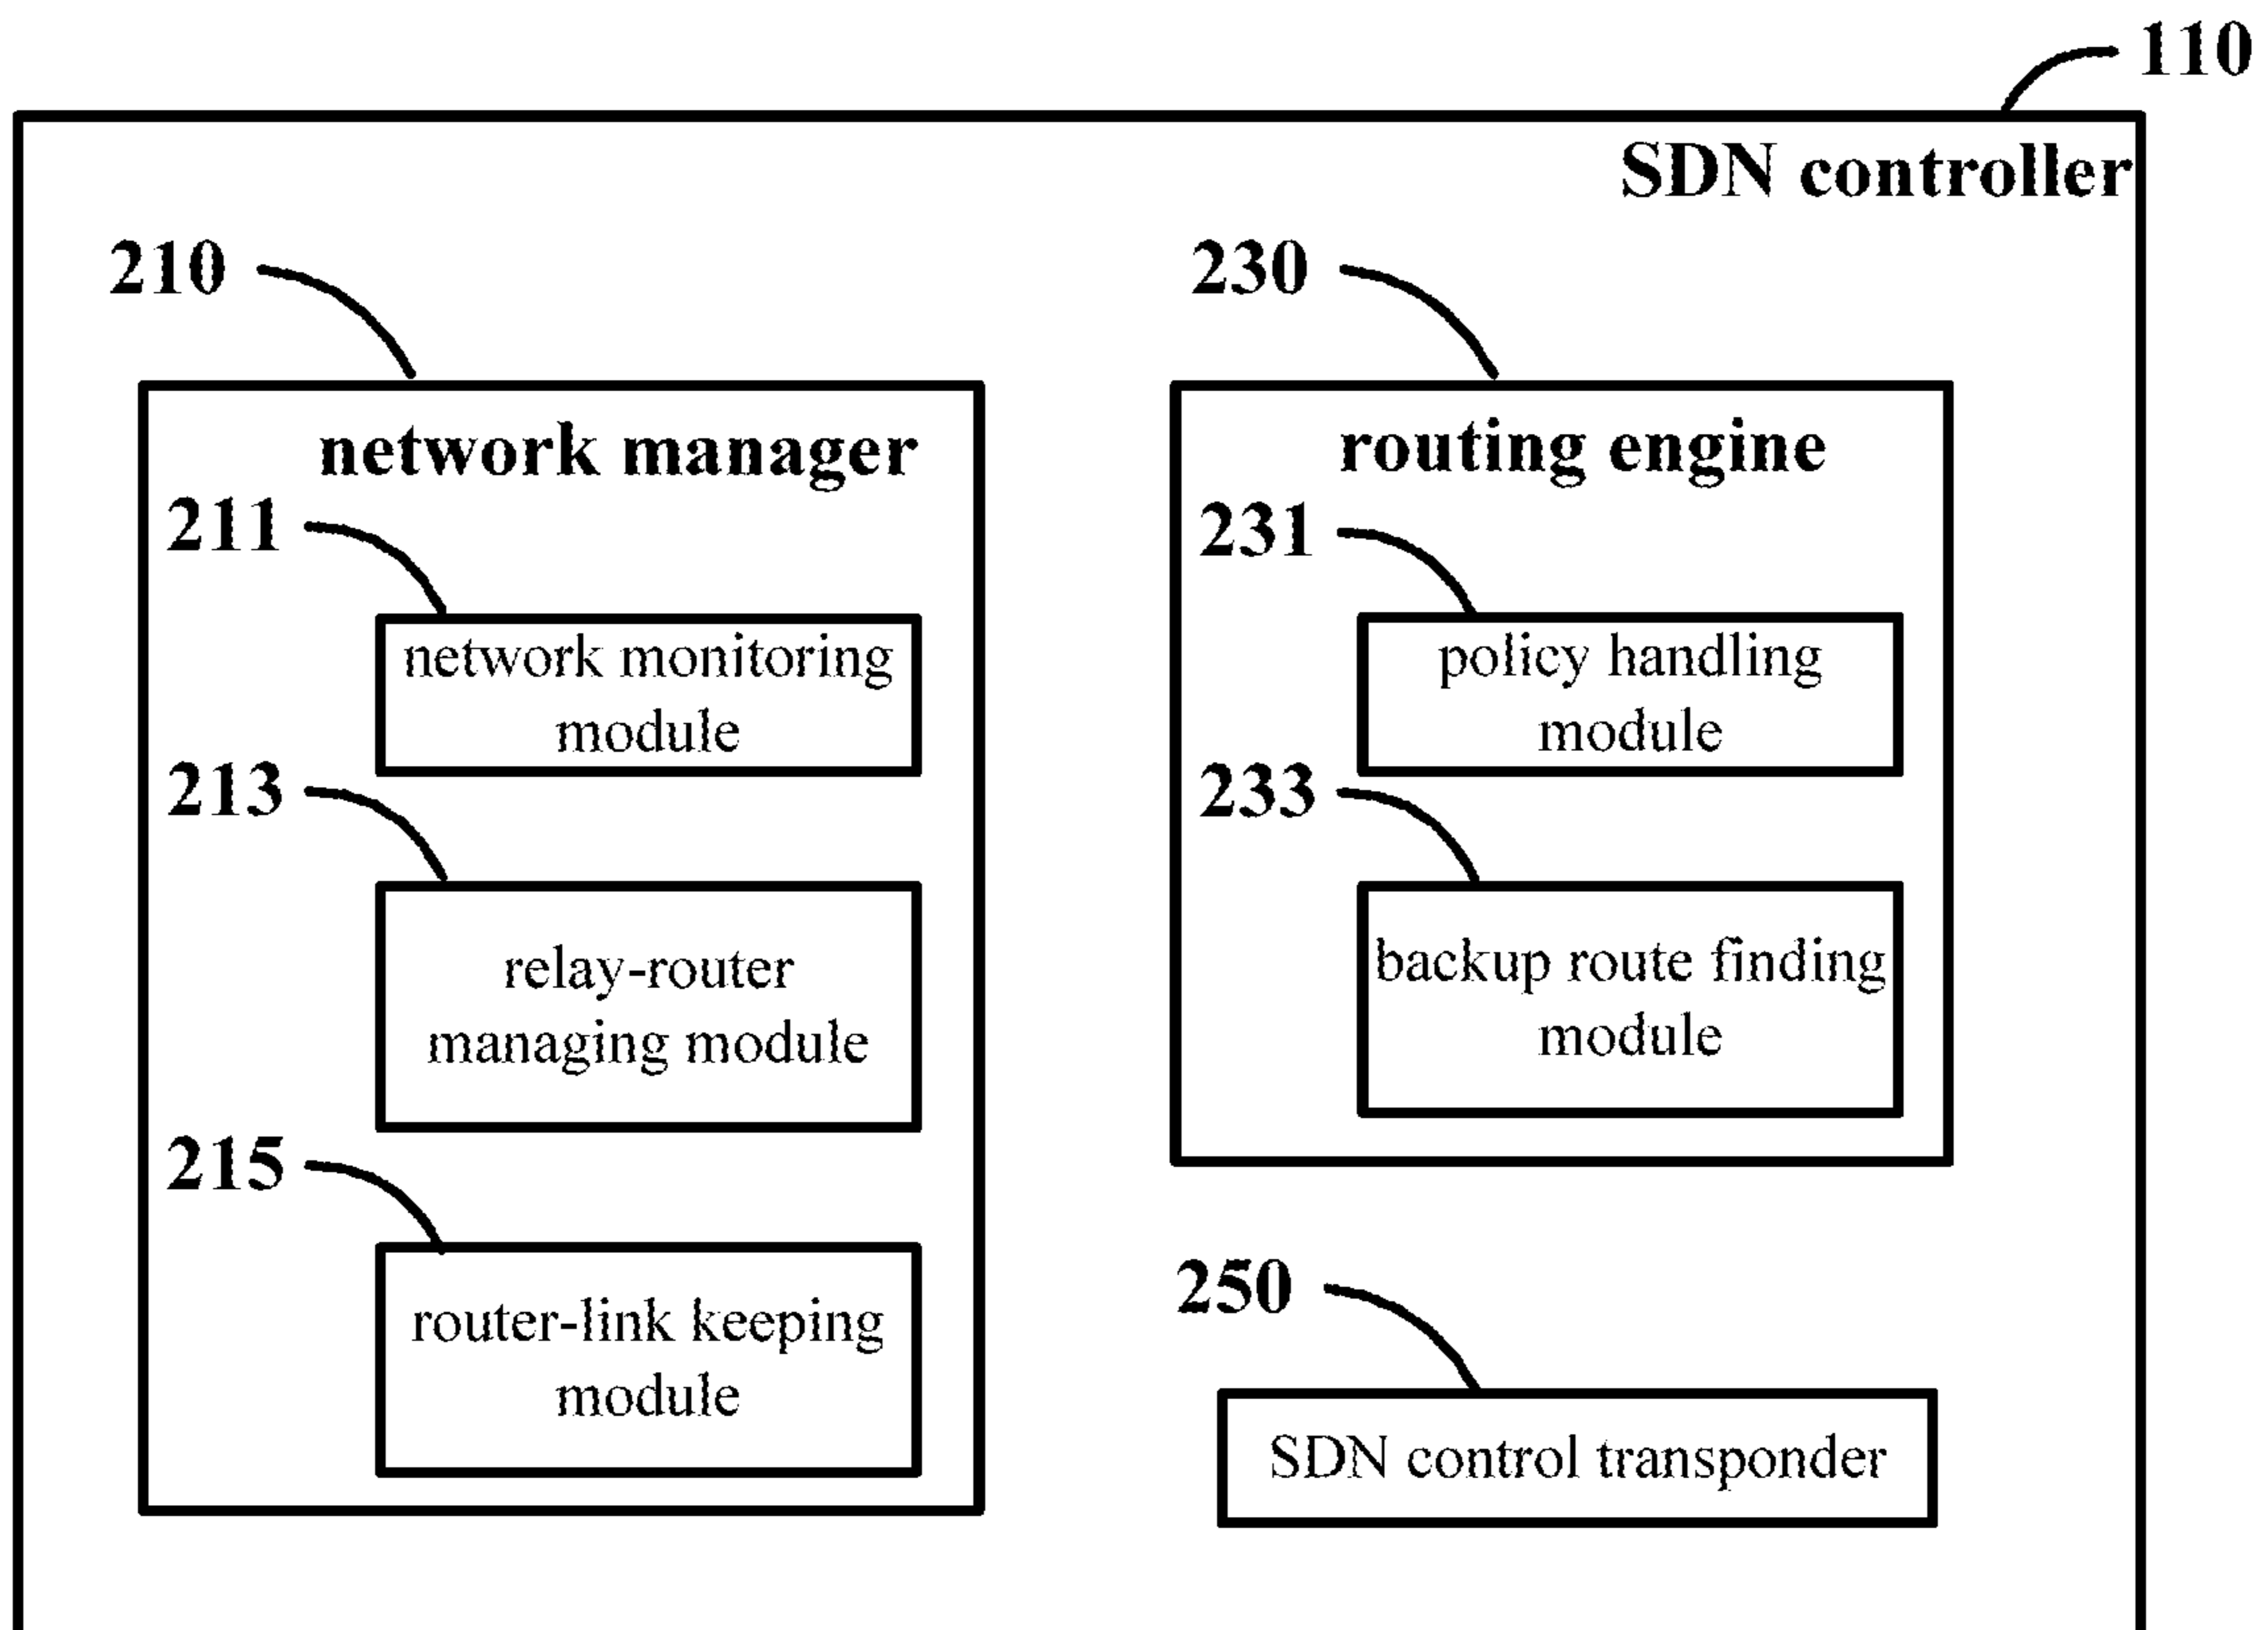 110
SDN controller
210
network manager
211
network monitoring
module
213
relay-router
managing module
215
router-link keeping
module
230
routing engine
231
policy handling
module
233
backup route finding
module
250
SDN control transponder